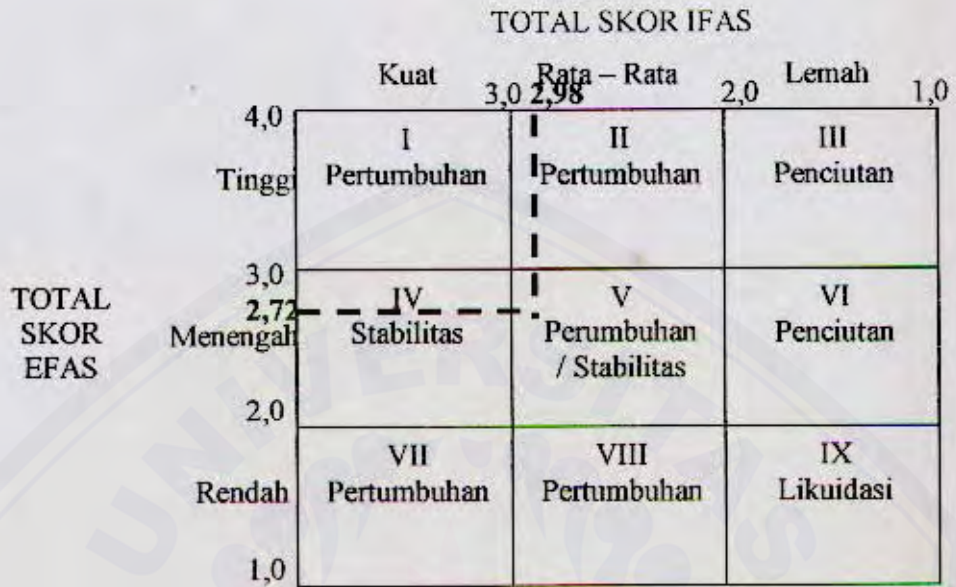 TOTAL SKOR IFAS
Kuat Rata – Rata Lemah
3,0 2,98 2,0 1,0
4,0
I II III
Tinggi Pertumbuhan Pertumbuhan Penciutan
3,0
TOTAL
SKOR
EFAS
2,72
IV V VI
Menengah Stabilitas Perumbuhan Penciutan
/ Stabilitas
2,0
VII VIII IX
Rendah Pertumbuhan Pertumbuhan Likuidasi
1,0
UNIVERSITAS